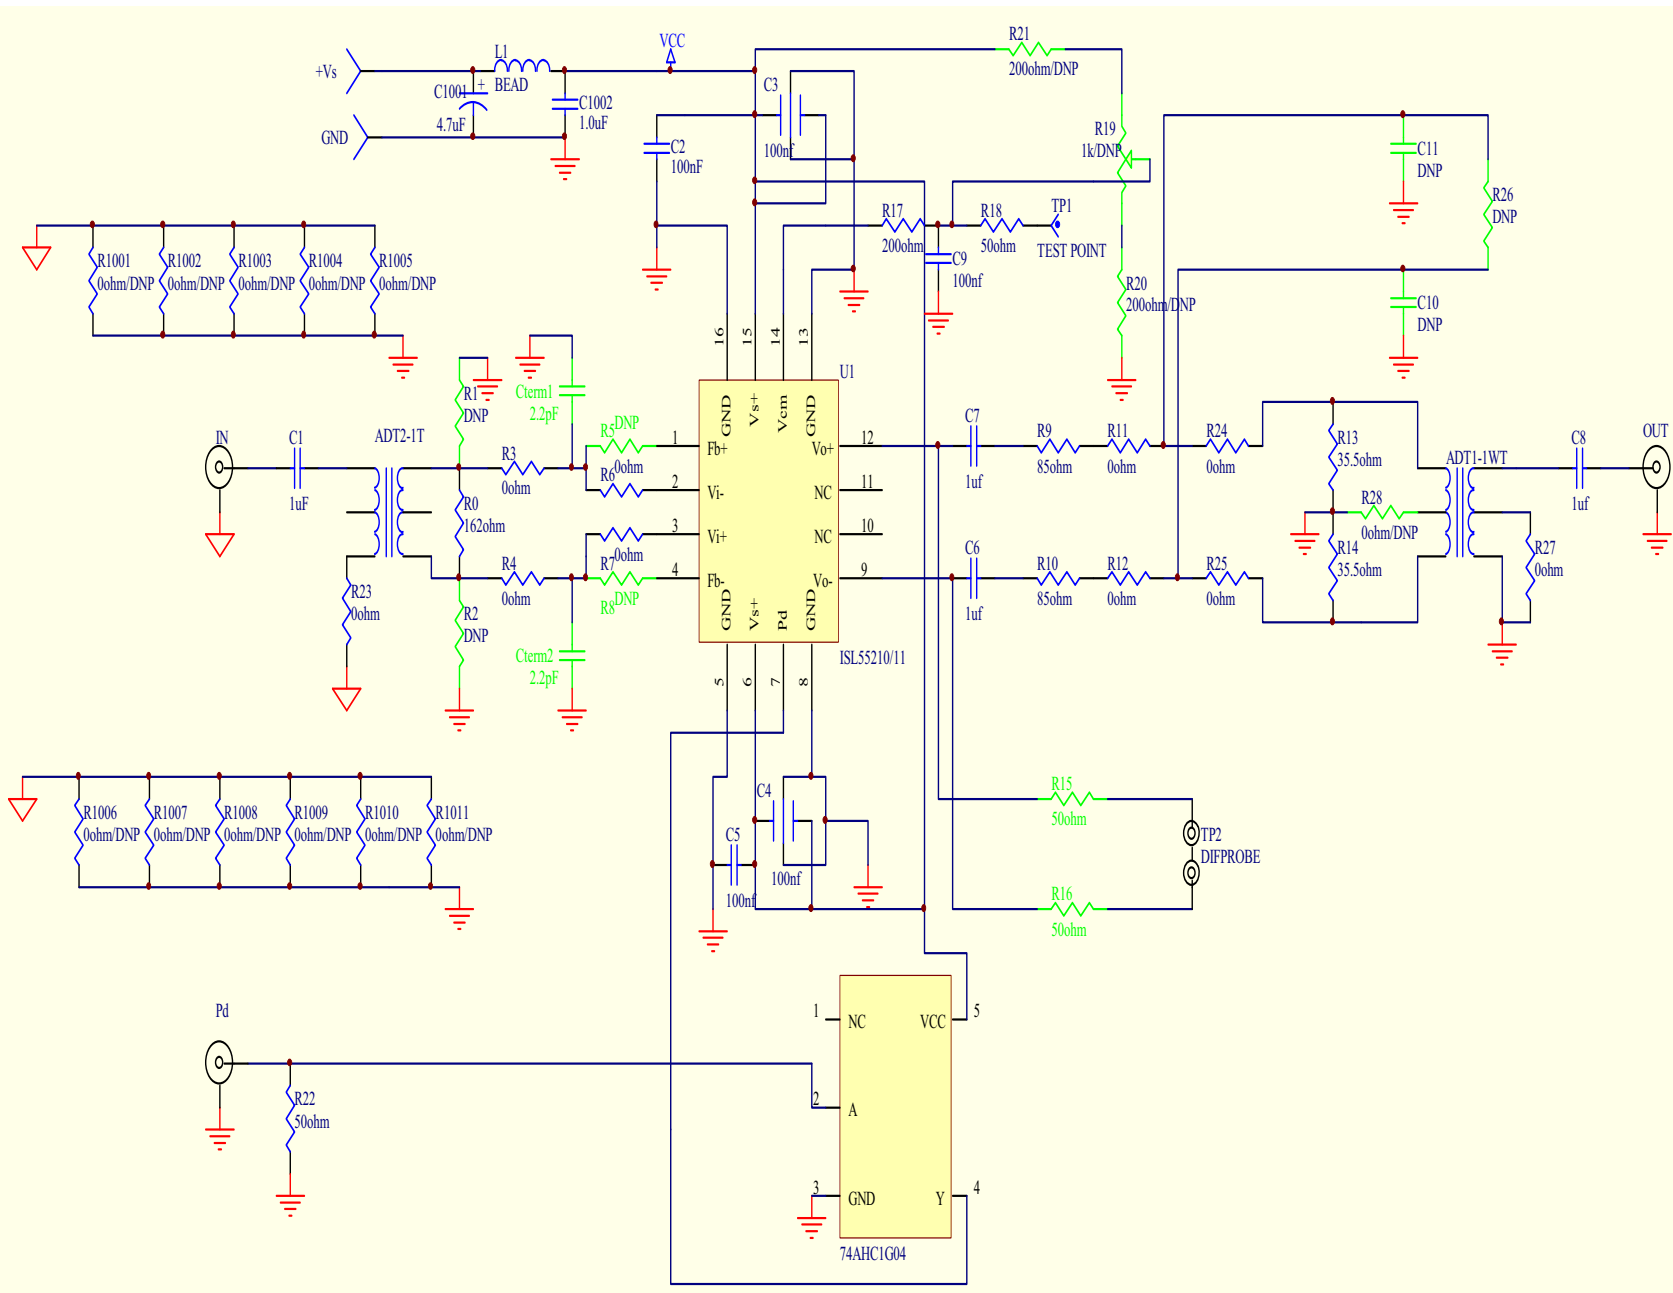 +Vs
GND
L1
BEAD
C1001
+
4.7uF
C1002
1.0uF
VCC
C2
100nF
C3
100nf
R21
200ohm/DNP
R19
1k/DNP
R20
200ohm/DNP
R17
200ohm
R18
50ohm
TP1
TEST POINT
C9
100nf
C11
DNP
R26
DNP
C10
DNP
R1001
0ohm/DNP
R1002
0ohm/DNP
R1003
0ohm/DNP
R1004
0ohm/DNP
R1005
0ohm/DNP
IN
C1
1uF
ADT2-1T
R23
0ohm
R1
DNP
R0
162ohm
R2
DNP
R3
0ohm
R4
0ohm
Cterm1
2.2pF
Cterm2
2.2pF
R5
DNP
0ohm
R6
0ohm
R7
DNP
R8
U1
16
15
14
13
GND
Vs+
Vcm
GND
1
Fb+
2
Vi-
3
Vi+
4
Fb-
12
Vo+
11
NC
10
NC
9
Vo-
GND
Vs+
Pd
GND
5
6
7
8
ISL55210/11
C7
1uf
C6
1uf
R9
85ohm
R11
0ohm
R24
0ohm
R10
85ohm
R12
0ohm
R25
0ohm
R13
35.5ohm
R28
0ohm/DNP
R14
35.5ohm
ADT1-1WT
C8
1uf
OUT
R27
0ohm
R15
50ohm
R16
50ohm
TP2
DIFPROBE
R1006
0ohm/DNP
R1007
0ohm/DNP
R1008
0ohm/DNP
R1009
0ohm/DNP
R1010
0ohm/DNP
R1011
0ohm/DNP
C4
100nf
C5
100nf
Pd
R22
50ohm
1
NC
VCC
5
2
A
3
GND
Y
4
74AHC1G04